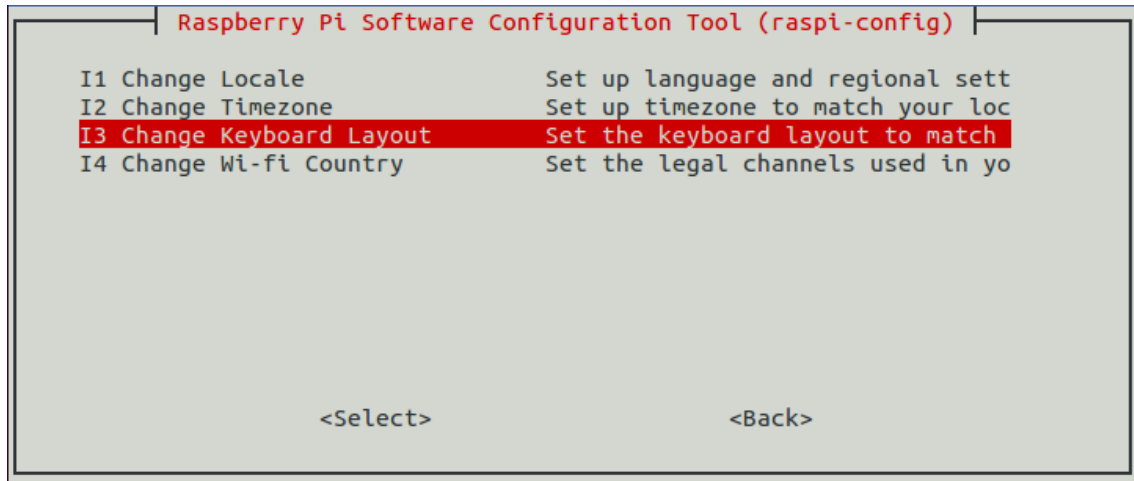 Raspberry Pi Software Configuration Tool (raspi-config)
I1 Change Locale Set up language and regional sett
I2 Change Timezone Set up timezone to match your loc
I3 Change Keyboard Layout Set the keyboard layout to match
I4 Change Wi-fi Country Set the legal channels used in yo
<Select> <Back>